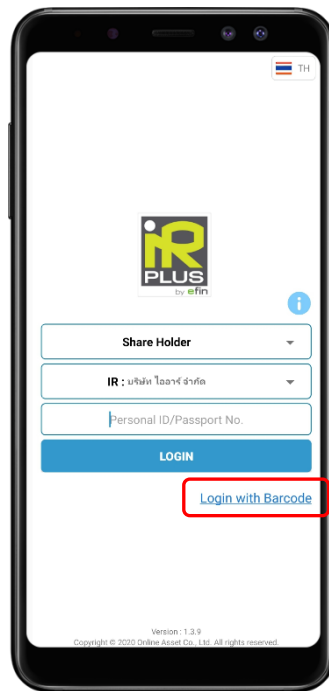 TH
iR
PLUS
by efin
i
Share Holder
IR : บริษัท ไออาร์ จำกัด
Personal ID/Passport No.
LOGIN
Login with Barcode
Version : 1.3.9
Copyright © 2020 Online Asset Co., Ltd. All rights reserved.